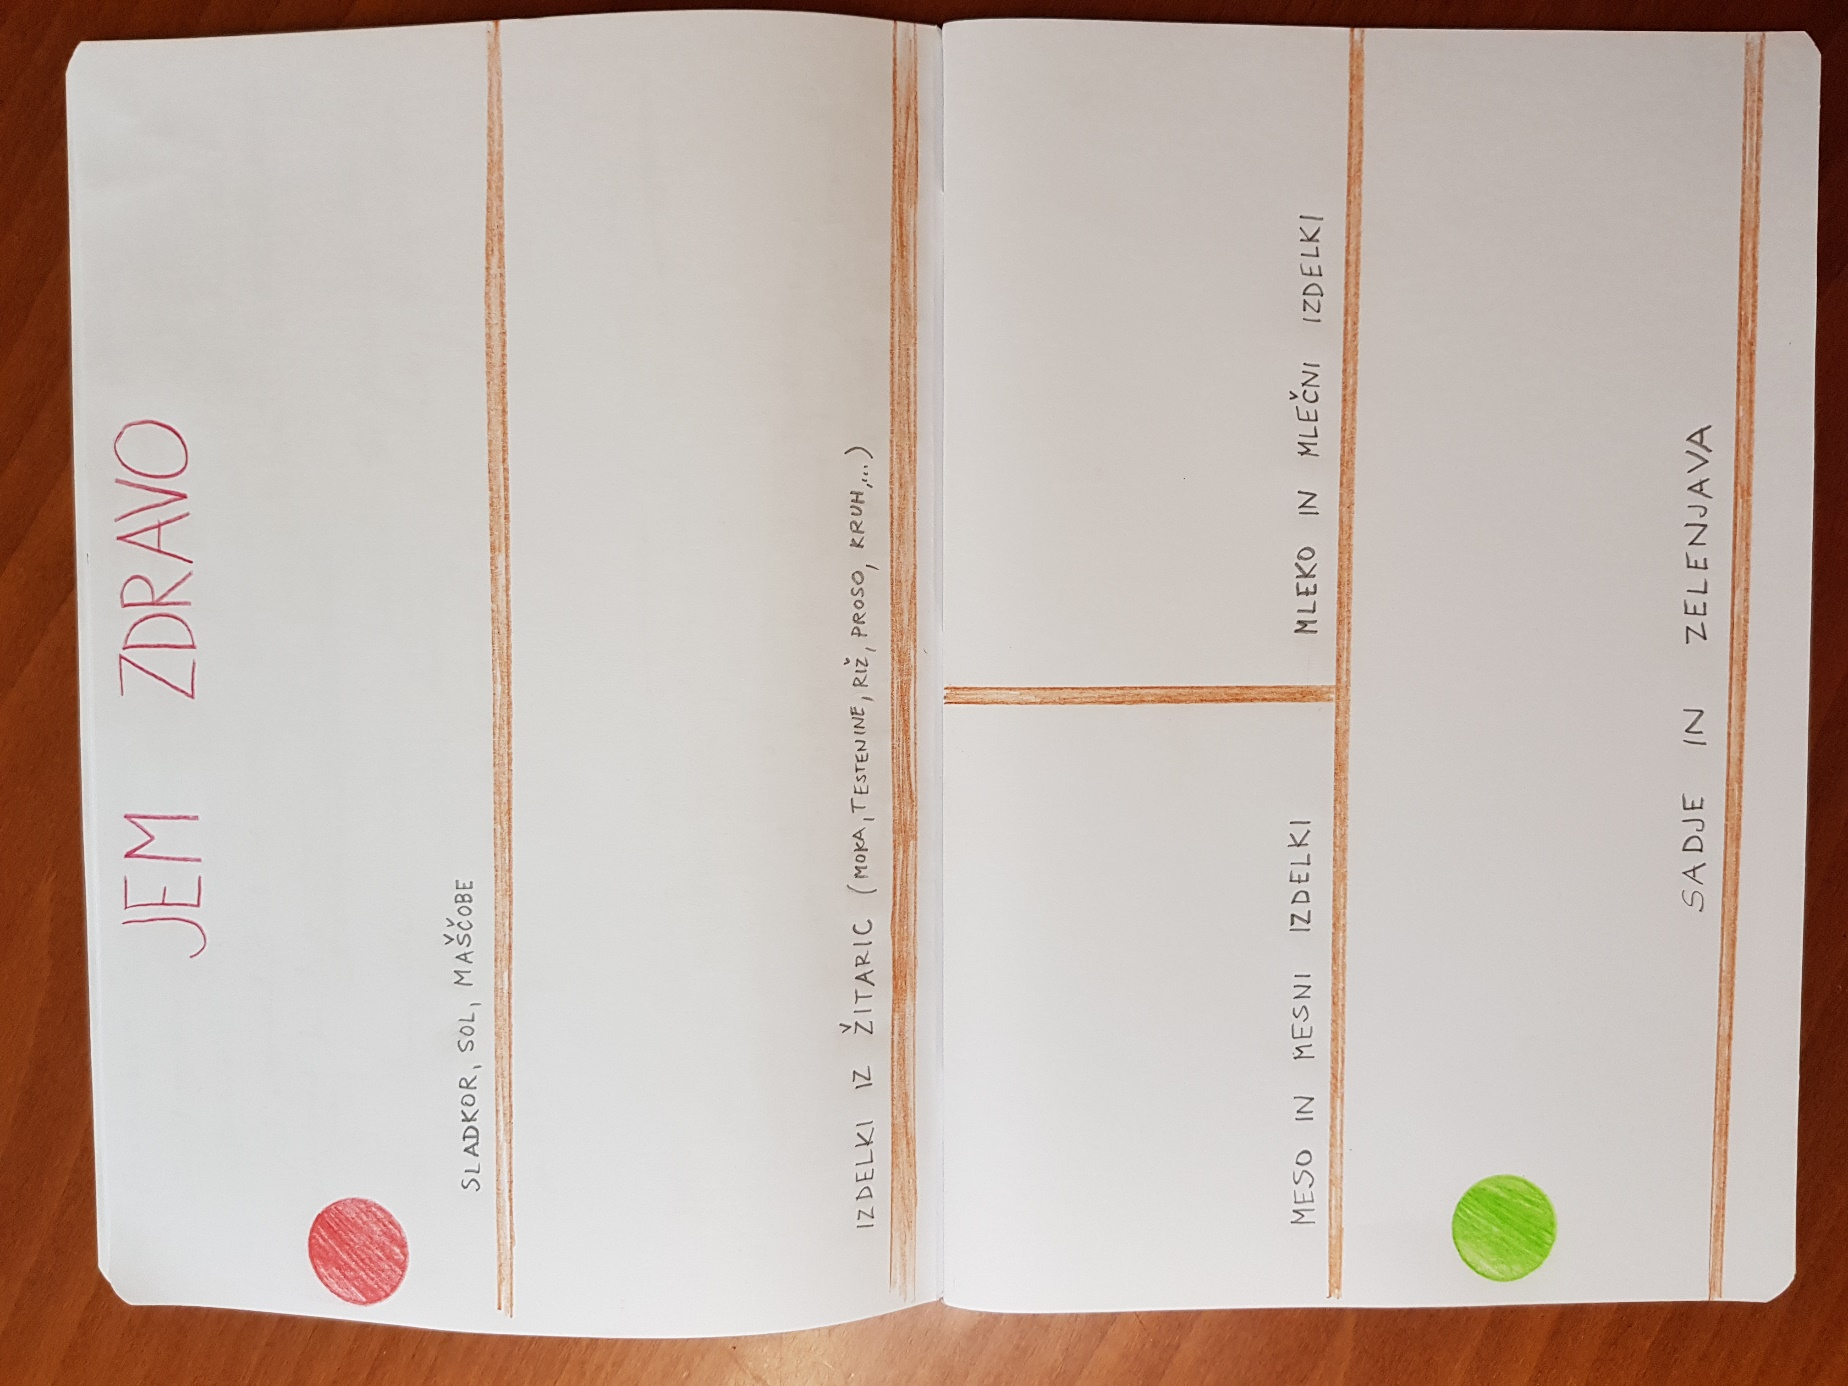 JEM ZDRAVO
SLADKOR, SOL, MAŠČOBE
IZDELKI IZ ŽITARIC (MOKA, TESTENINE, RIŽ, PROSO, KRUH,...)
MESO IN MESNI IZDELKI
MLEKO IN MLEČNI IZDELKI
SADJE IN ZELENJAVA